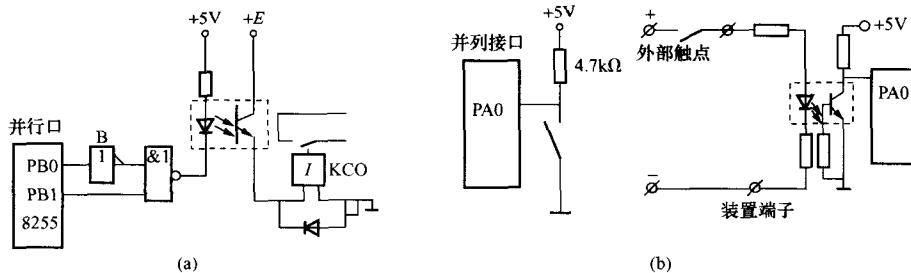 +5V
+E
并行口
B
1
&1
PB0
PB1
8255
I
KCO
(a)
并列接口
PA0
+5V
4.7kΩ
+
外部触点
+5V
PA0
−
装置端子
(b)